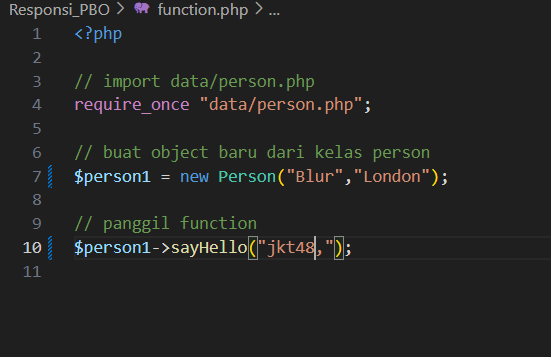 Responsi_PBO > function.php > ...
1 <?php
2
3 // import data/person.php
4 require_once "data/person.php";
5
6 // buat object baru dari kelas person
7 $person1 = new Person("Blur","London");
8
9 // panggil function
10 $person1->sayHello("jkt48,");
11